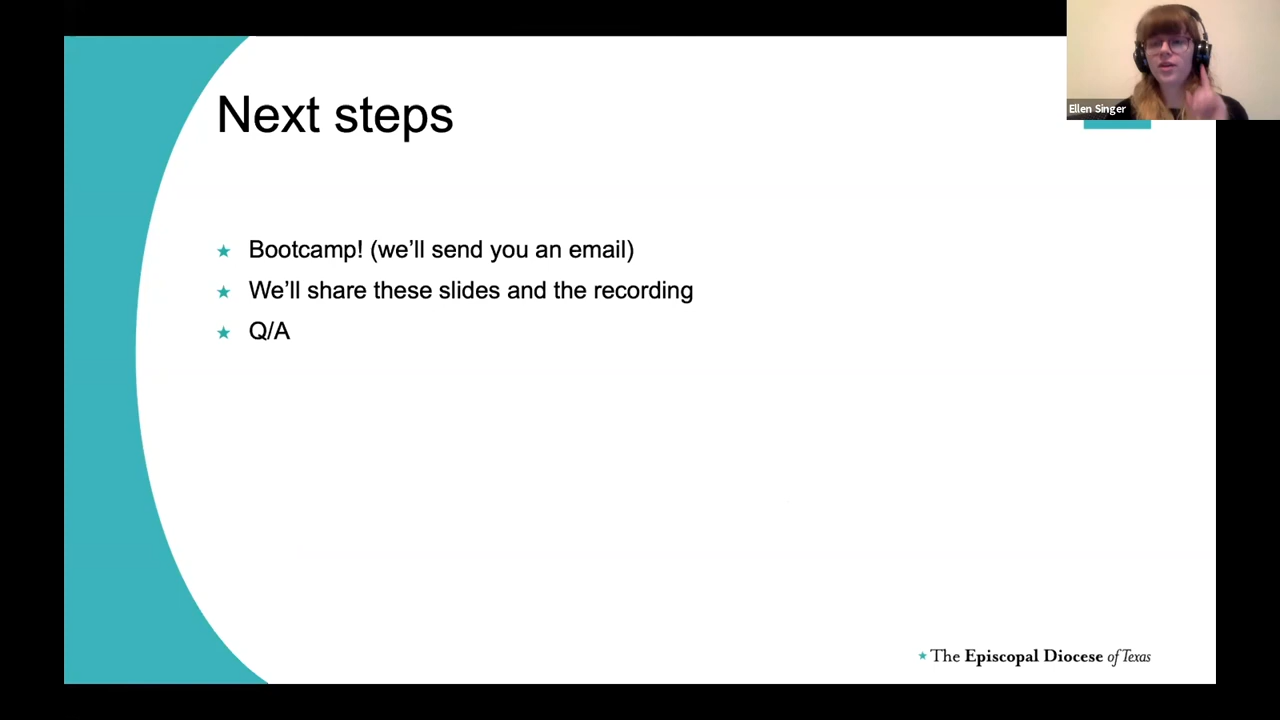 Ellen Singer
Next steps
★ Bootcamp! (we’ll send you an email)
★ We’ll share these slides and the recording
★ Q/A
★ The Episcopal Diocese of Texas